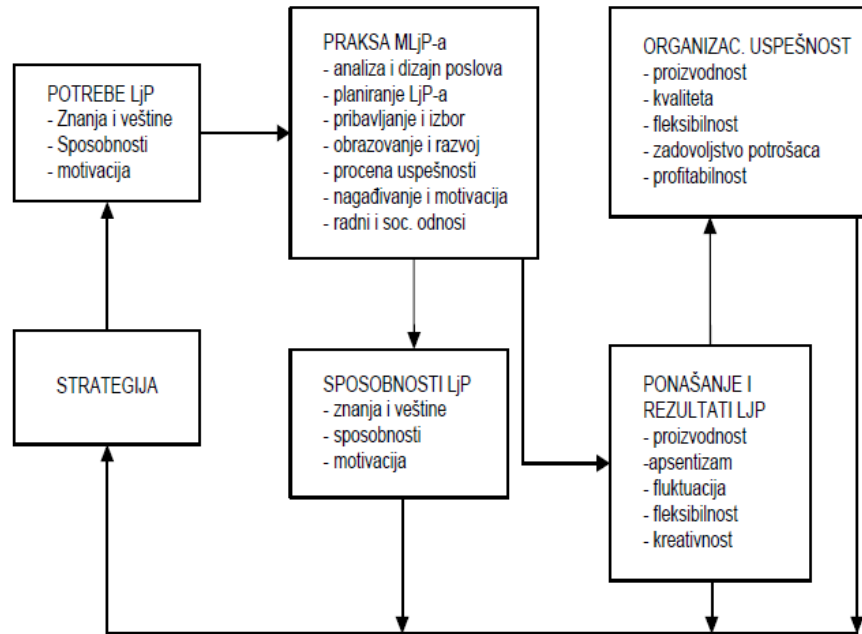 POTREBE LjP
- Znanja i veštine
- Sposobnosti
- motivacija
PRAKSA MLjP-a
- analiza i dizajn poslova
- planiranje LjP-a
- pribavljanje i izbor
- obrazovanje i razvoj
- procena uspešnosti
- nagađivanje i motivacija
- radni i soc. odnosi
ORGANIZAC. USPEŠNOST
- proizvodnost
- kvaliteta
- fleksibilnost
- zadovoljstvo potrošaca
- profitabilnost
STRATEGIJA
SPOSOBNOSTI LjP
- znanja i veštine
- sposobnosti
- motivacija
PONAŠANJE I
REZULTATI LJP
- proizvodnost
-apsentizam
- fluktuacija
- fleksibilnost
- kreativnost